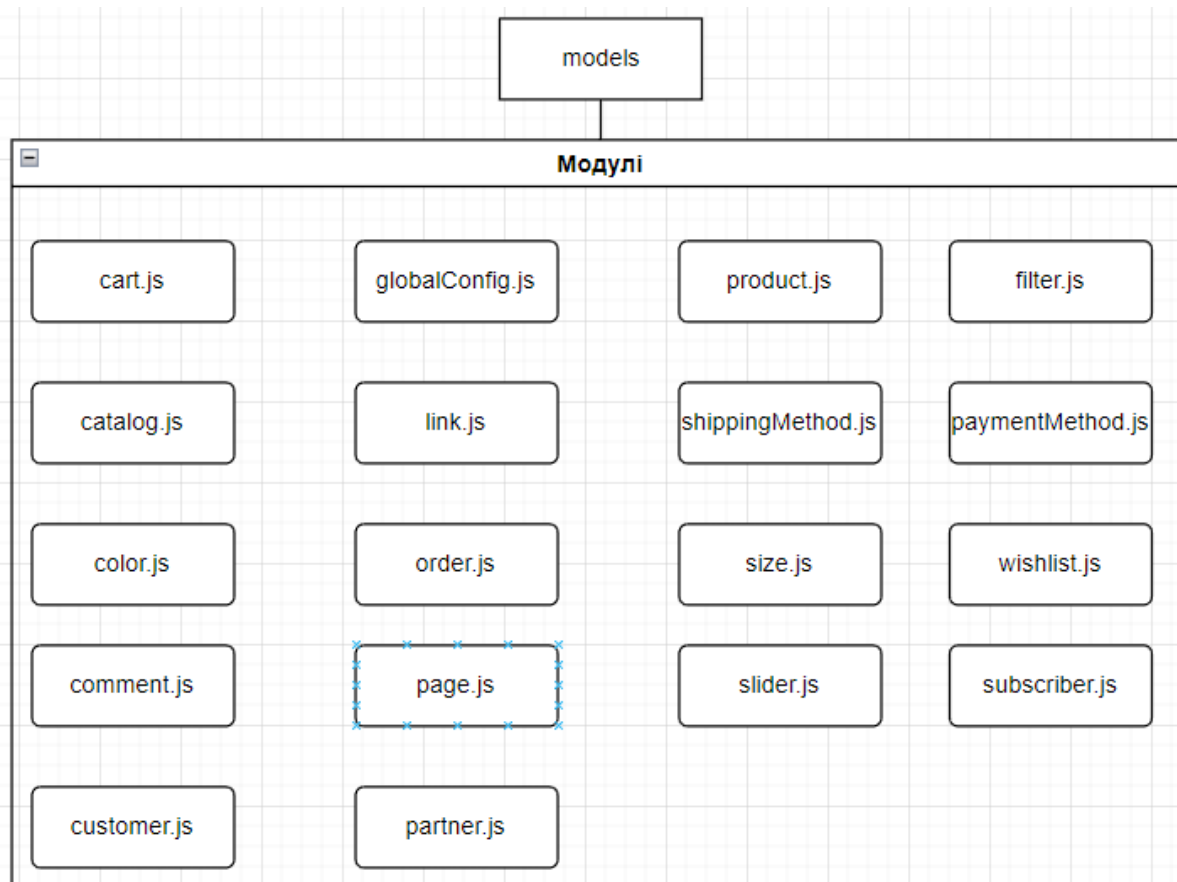 models
Модулі
cart.js
globalConfig.js
product.js
filter.js
catalog.js
link.js
shippingMethod.js
paymentMethod.js
color.js
order.js
size.js
wishlist.js
comment.js
page.js
slider.js
subscriber.js
customer.js
partner.js